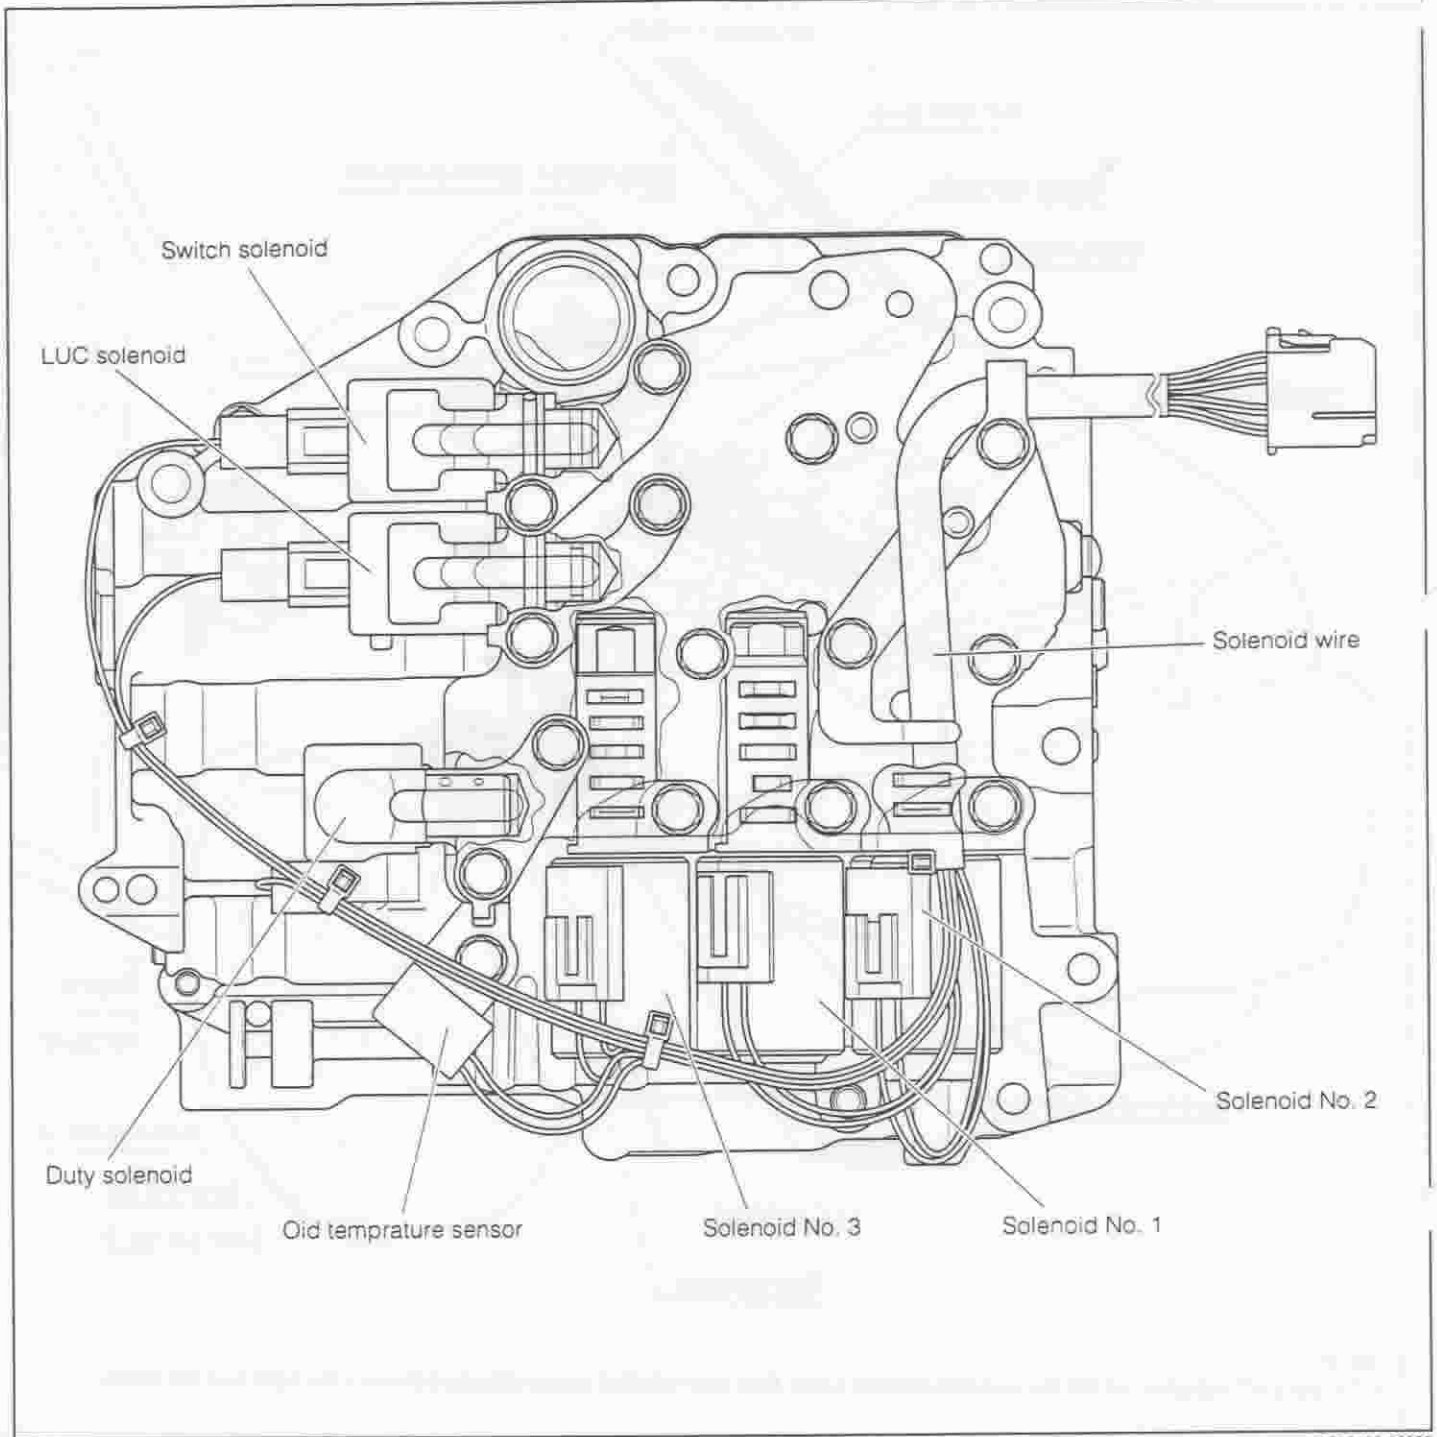 Switch solenoid
LUC solenoid
Solenoid wire
Solenoid No. 2
Duty solenoid
Oid temprature sensor
Solenoid No. 3
Solenoid No. 1